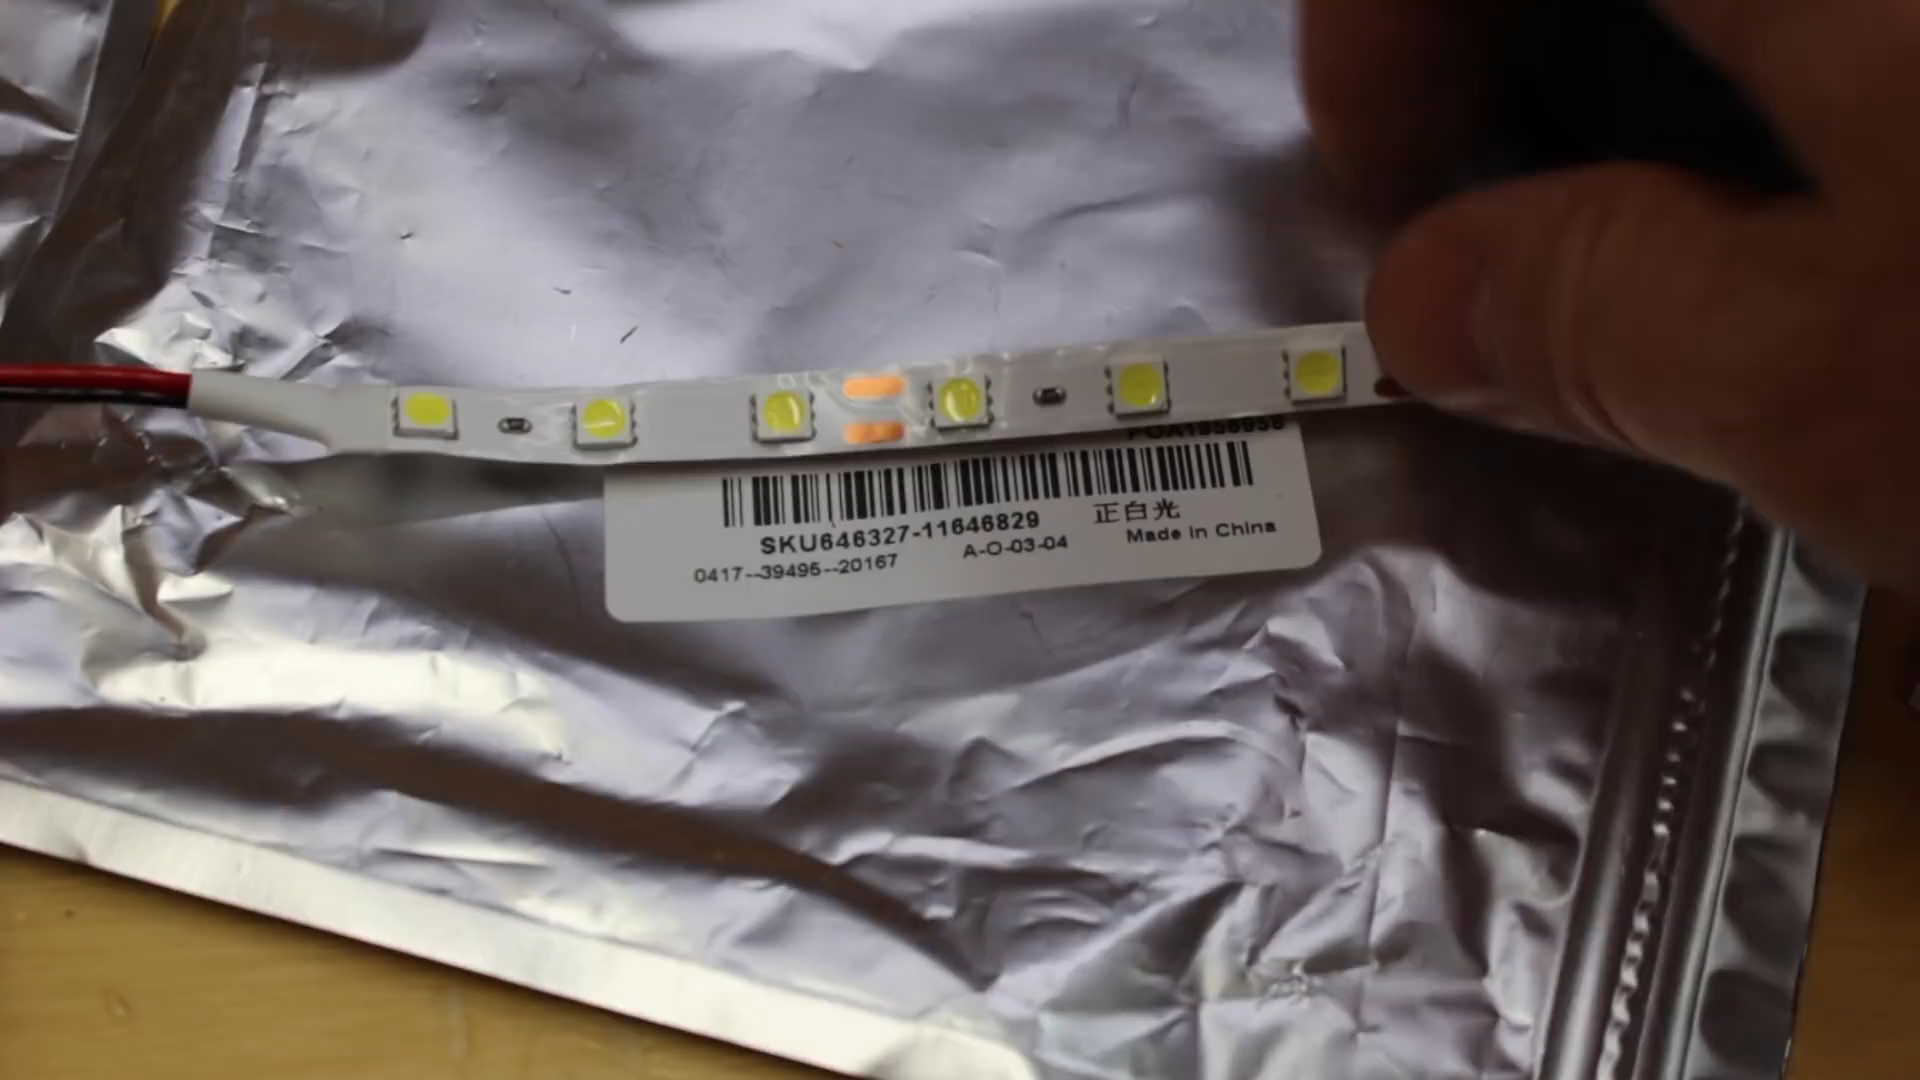 SKU646327-11646829
正白光
0417--39495--20167
A-O-03-04
Made in China